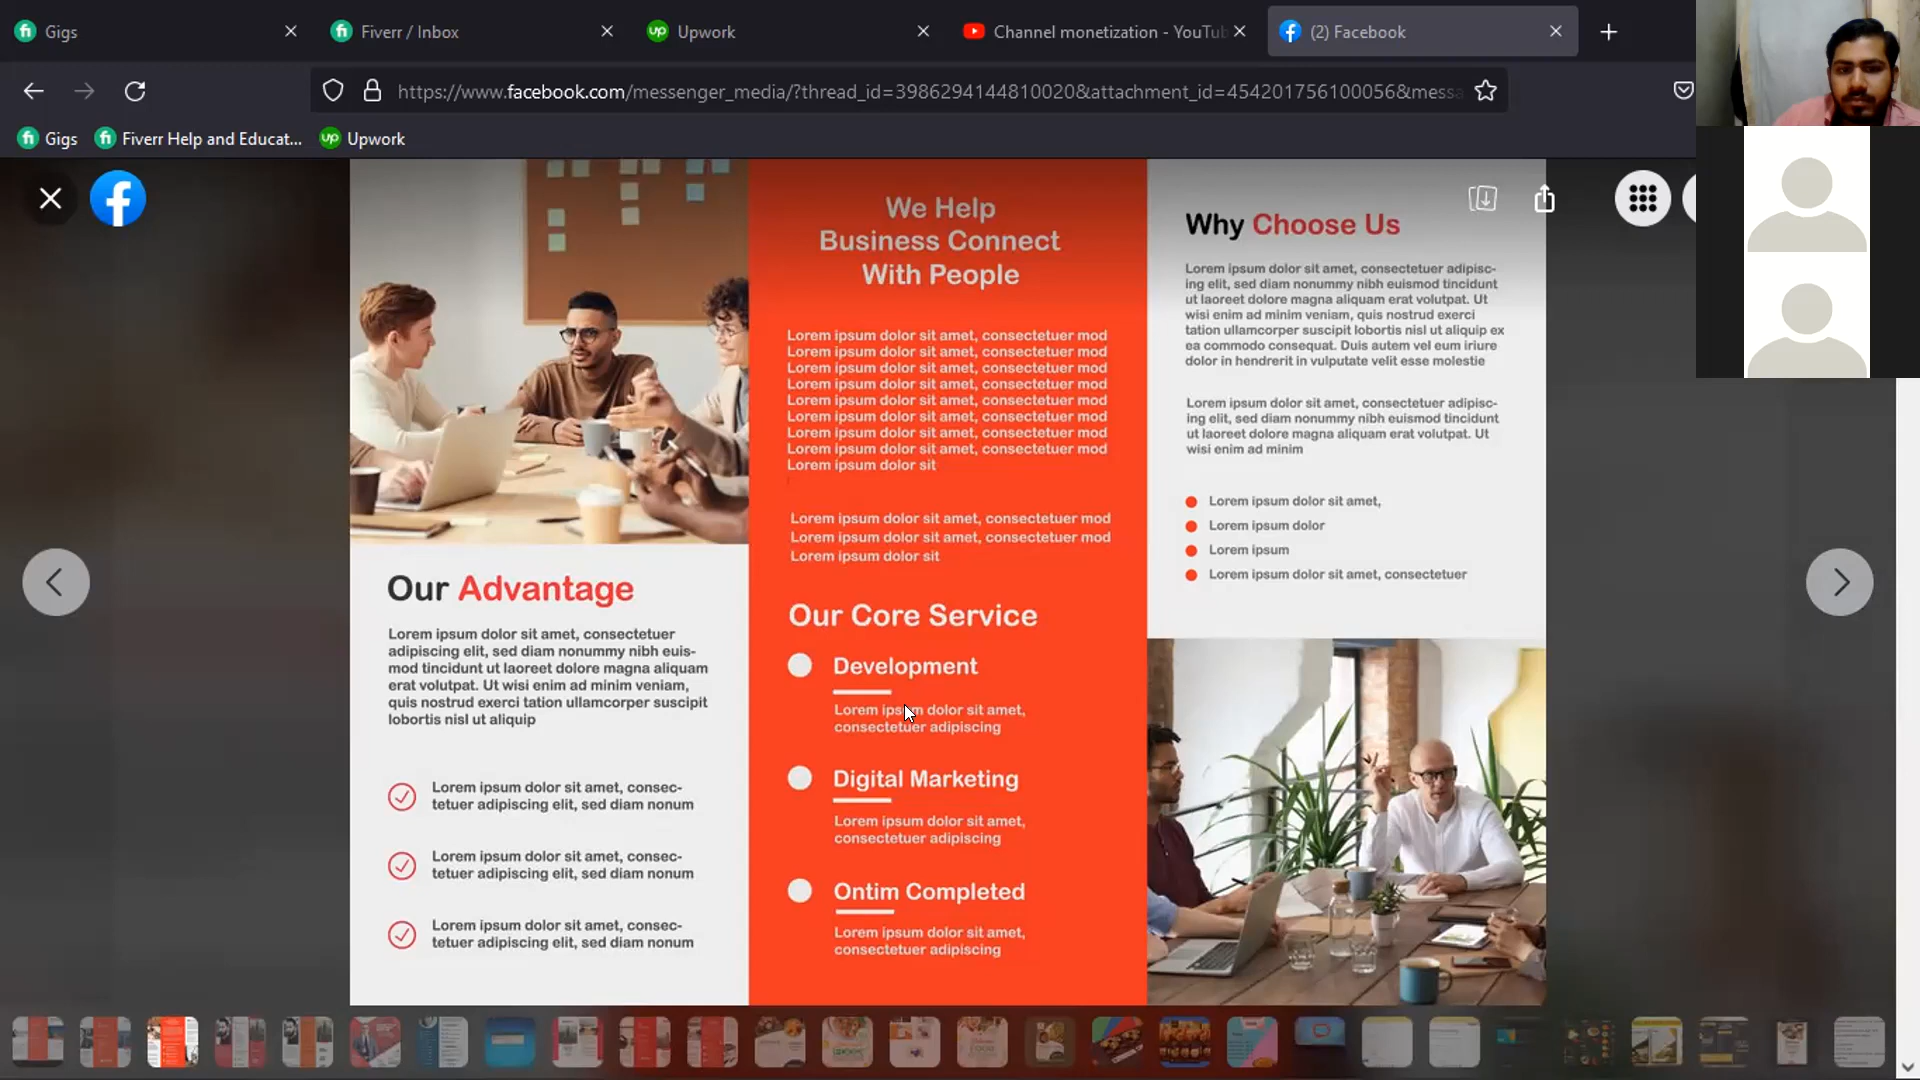 Gigs
Fiverr / Inbox
Upwork
Channel monetization - YouTub
(2) Facebook
https://www.facebook.com/messenger_media/?thread_id=3986294144810020&attachment_id=454201756100056&messa
Gigs
Fiverr Help and Educat...
Upwork
Our Advantage
Lorem ipsum dolor sit amet, consectetuer
adipiscing elit, sed diam nonummy nibh euis-
mod tincidunt ut laoreet dolore magna aliquam
erat volutpat. Ut wisi enim ad minim veniam,
quis nostrud exerci tation ullamcorper suscipit
lobortis nisl ut aliquip
Lorem ipsum dolor sit amet, consec-
tetuer adipiscing elit, sed diam nonum
Lorem ipsum dolor sit amet, consec-
tetuer adipiscing elit, sed diam nonum
Lorem ipsum dolor sit amet, consec-
tetuer adipiscing elit, sed diam nonum
We Help
Business Connect
With People
Lorem ipsum dolor sit amet, consectetuer mod
Lorem ipsum dolor sit amet, consectetuer mod
Lorem ipsum dolor sit amet, consectetuer mod
Lorem ipsum dolor sit amet, consectetuer mod
Lorem ipsum dolor sit amet, consectetuer mod
Lorem ipsum dolor sit amet, consectetuer mod
Lorem ipsum dolor sit amet, consectetuer mod
Lorem ipsum dolor sit amet, consectetuer mod
Lorem ipsum dolor sit
Lorem ipsum dolor sit amet, consectetuer mod
Lorem ipsum dolor sit amet, consectetuer mod
Lorem ipsum dolor sit
Our Core Service
Development
Lorem ipsum dolor sit amet,
consectetuer adipiscing
Digital Marketing
Lorem ipsum dolor sit amet,
consectetuer adipiscing
Ontim Completed
Lorem ipsum dolor sit amet,
consectetuer adipiscing
Why Choose Us
Lorem ipsum dolor sit amet, consectetuer adipisc-
ing elit, sed diam nonummy nibh euismod tincidunt
ut laoreet dolore magna aliquam erat volutpat. Ut
wisi enim ad minim veniam, quis nostrud exerci
tation ullamcorper suscipit lobortis nisl ut aliquip ex
ea commodo consequat. Duis autem vel eum iriure
dolor in hendrerit in vulputate velit esse molestie
Lorem ipsum dolor sit amet, consectetuer adipisc-
ing elit, sed diam nonummy nibh euismod tincidunt
ut laoreet dolore magna aliquam erat volutpat. Ut
wisi enim ad minim
Lorem ipsum dolor sit amet,
Lorem ipsum dolor
Lorem ipsum
Lorem ipsum dolor sit amet, consectetuer